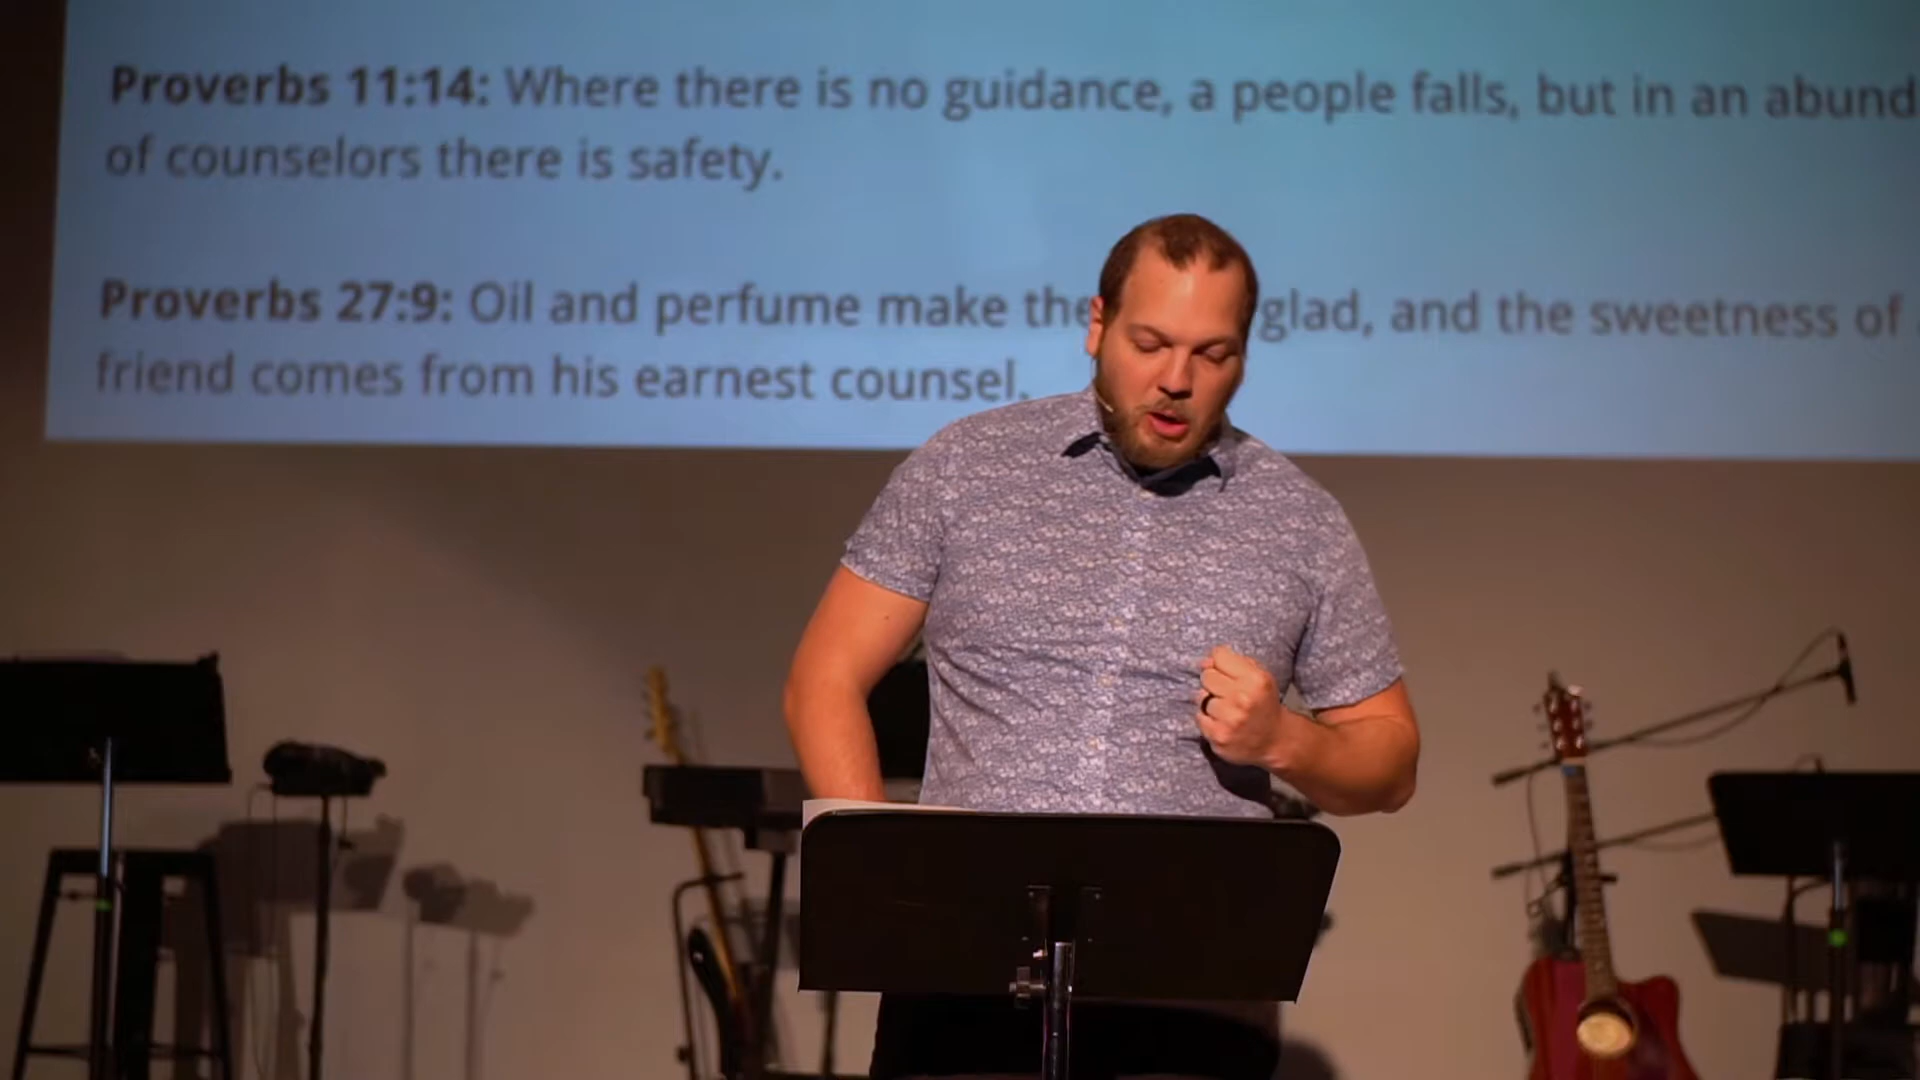 Proverbs 11:14: Where there is no guidance, a people falls, but in an abund
of counselors there is safety.
Proverbs 27:9: Oil and perfume make the glad, and the sweetness of
friend comes from his earnest counsel.